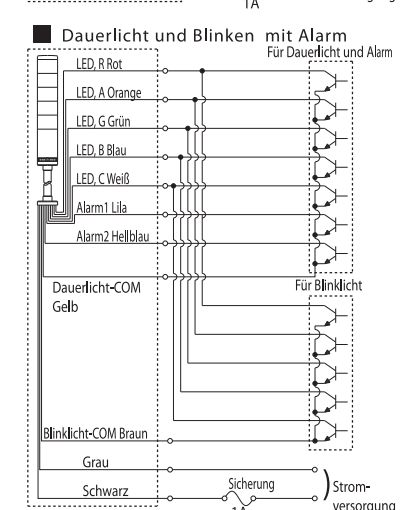 1A
Dauerlicht und Blinken mit Alarm
Für Dauerlicht und Alarm
LED, R Rot
LED, A Orange
LED, G Grün
LED, B Blau
LED, C Weiß
Alarm1 Lila
Alarm2 Hellblau
Dauerlicht-COM
Gelb
Für Blinklicht
Blinklicht-COM Braun
Grau
Schwarz
Sicherung
1A
Strom-
versorgung